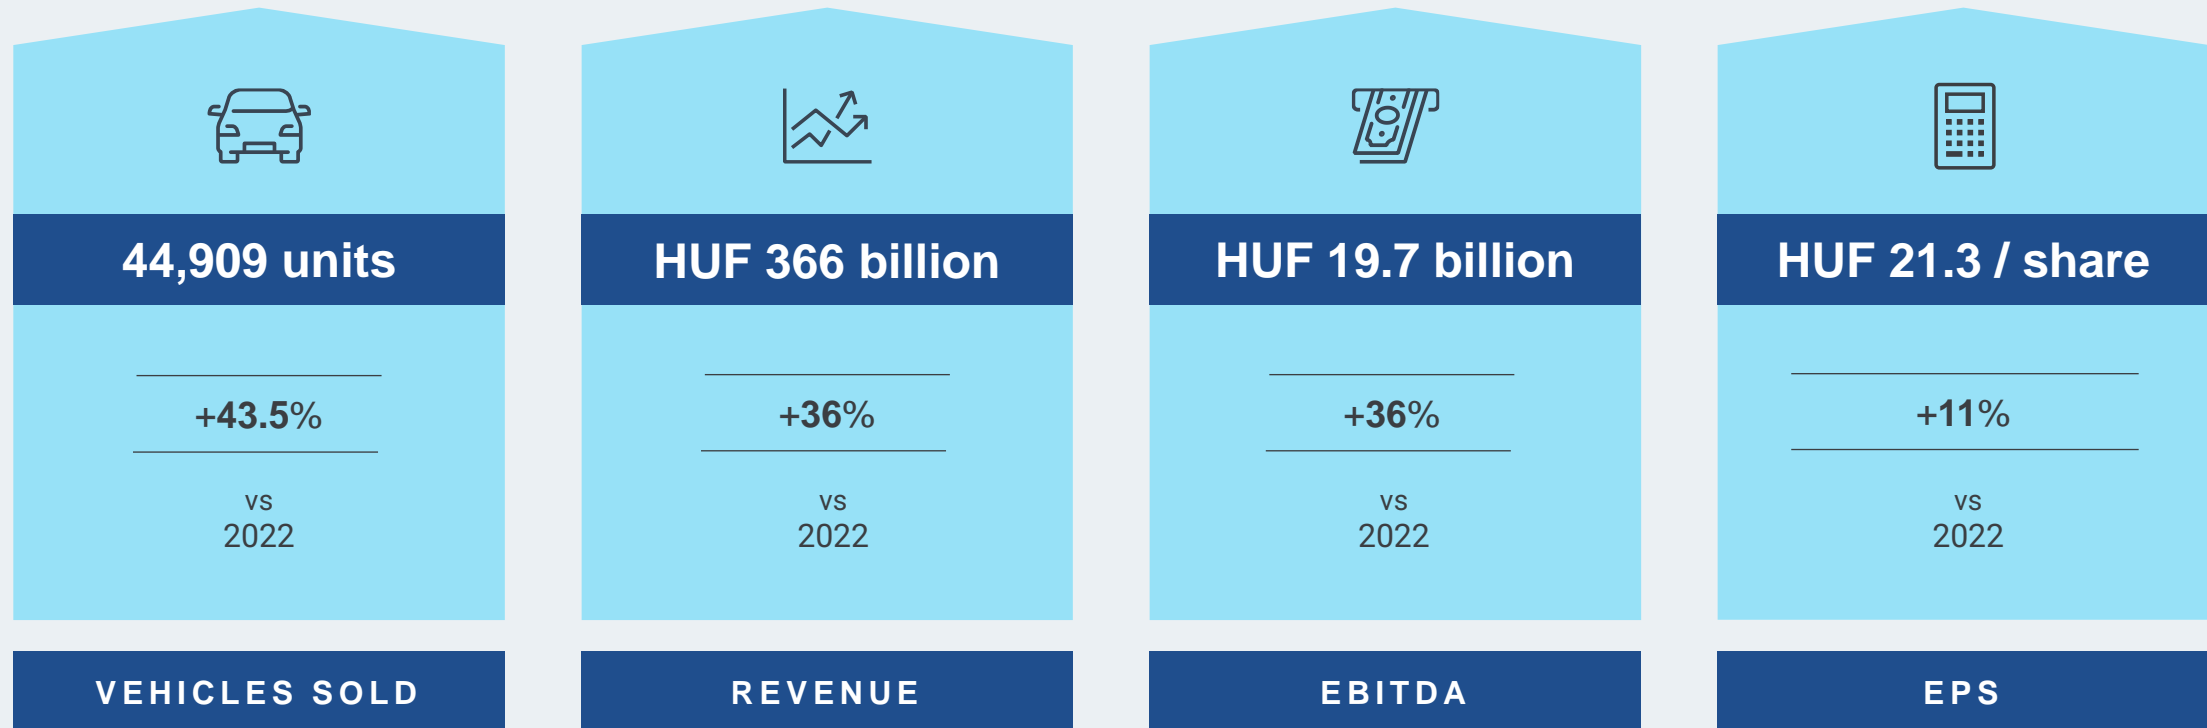 44,909 units
+43.5%
vs
2022
VEHICLES SOLD
HUF 366 billion
+36%
vs
2022
REVENUE
HUF 19.7 billion
+36%
vs
2022
EBITDA
HUF 21.3 / share
+11%
vs
2022
EPS